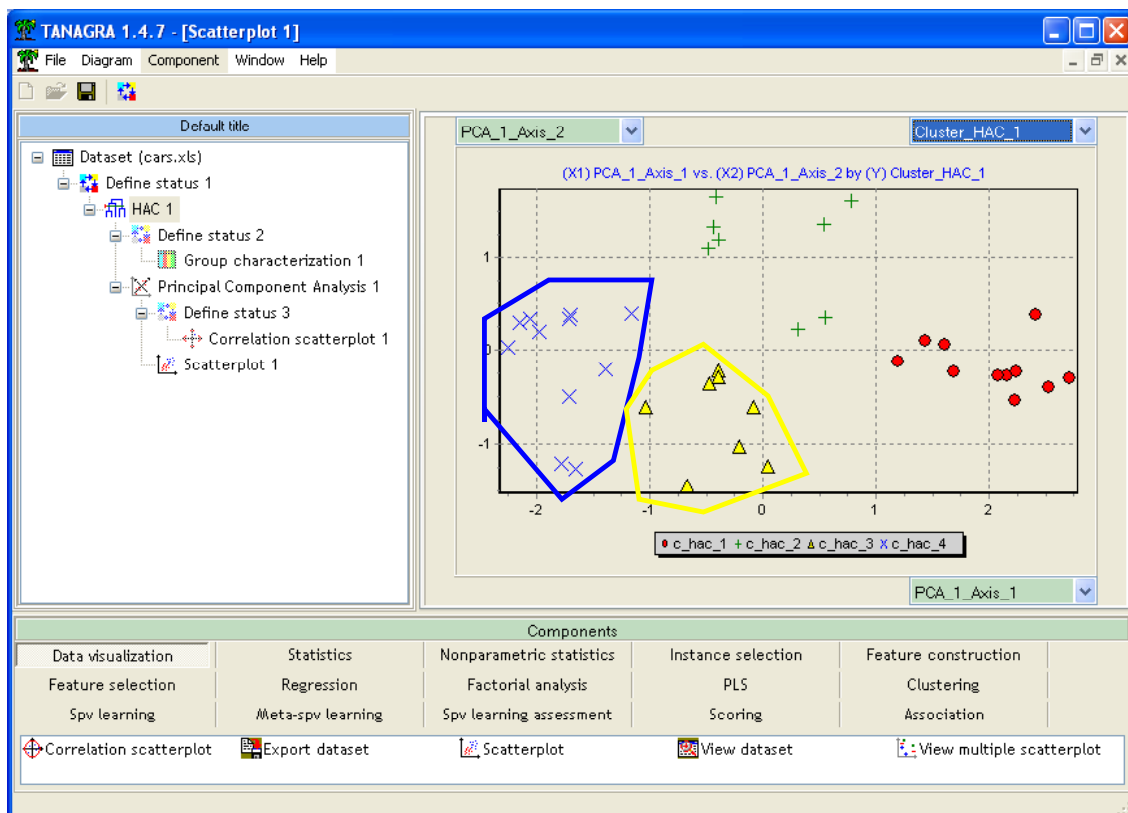 TANAGRA 1.4.7 - [Scatterplot 1]
File Diagram Component Window Help
Default title
Dataset (cars.xls)
Define status 1
HAC 1
Define status 2
Group characterization 1
Principal Component Analysis 1
Define status 3
Correlation scatterplot 1
Scatterplot 1
PCA_1_Axis_2
Cluster_HAC_1
(X1) PCA_1_Axis_1 vs. (X2) PCA_1_Axis_2 by (Y) Cluster_HAC_1
1
0
-1
-2 -1 0 1 2
c_hac_1 c_hac_2 c_hac_3 c_hac_4
PCA_1_Axis_1
Components
Data visualization Statistics Nonparametric statistics Instance selection Feature construction
Feature selection Regression Factorial analysis PLS Clustering
Spv learning Meta-spv learning Spv learning assessment Scoring Association
Correlation scatterplot Export dataset Scatterplot View dataset View multiple scatterplot